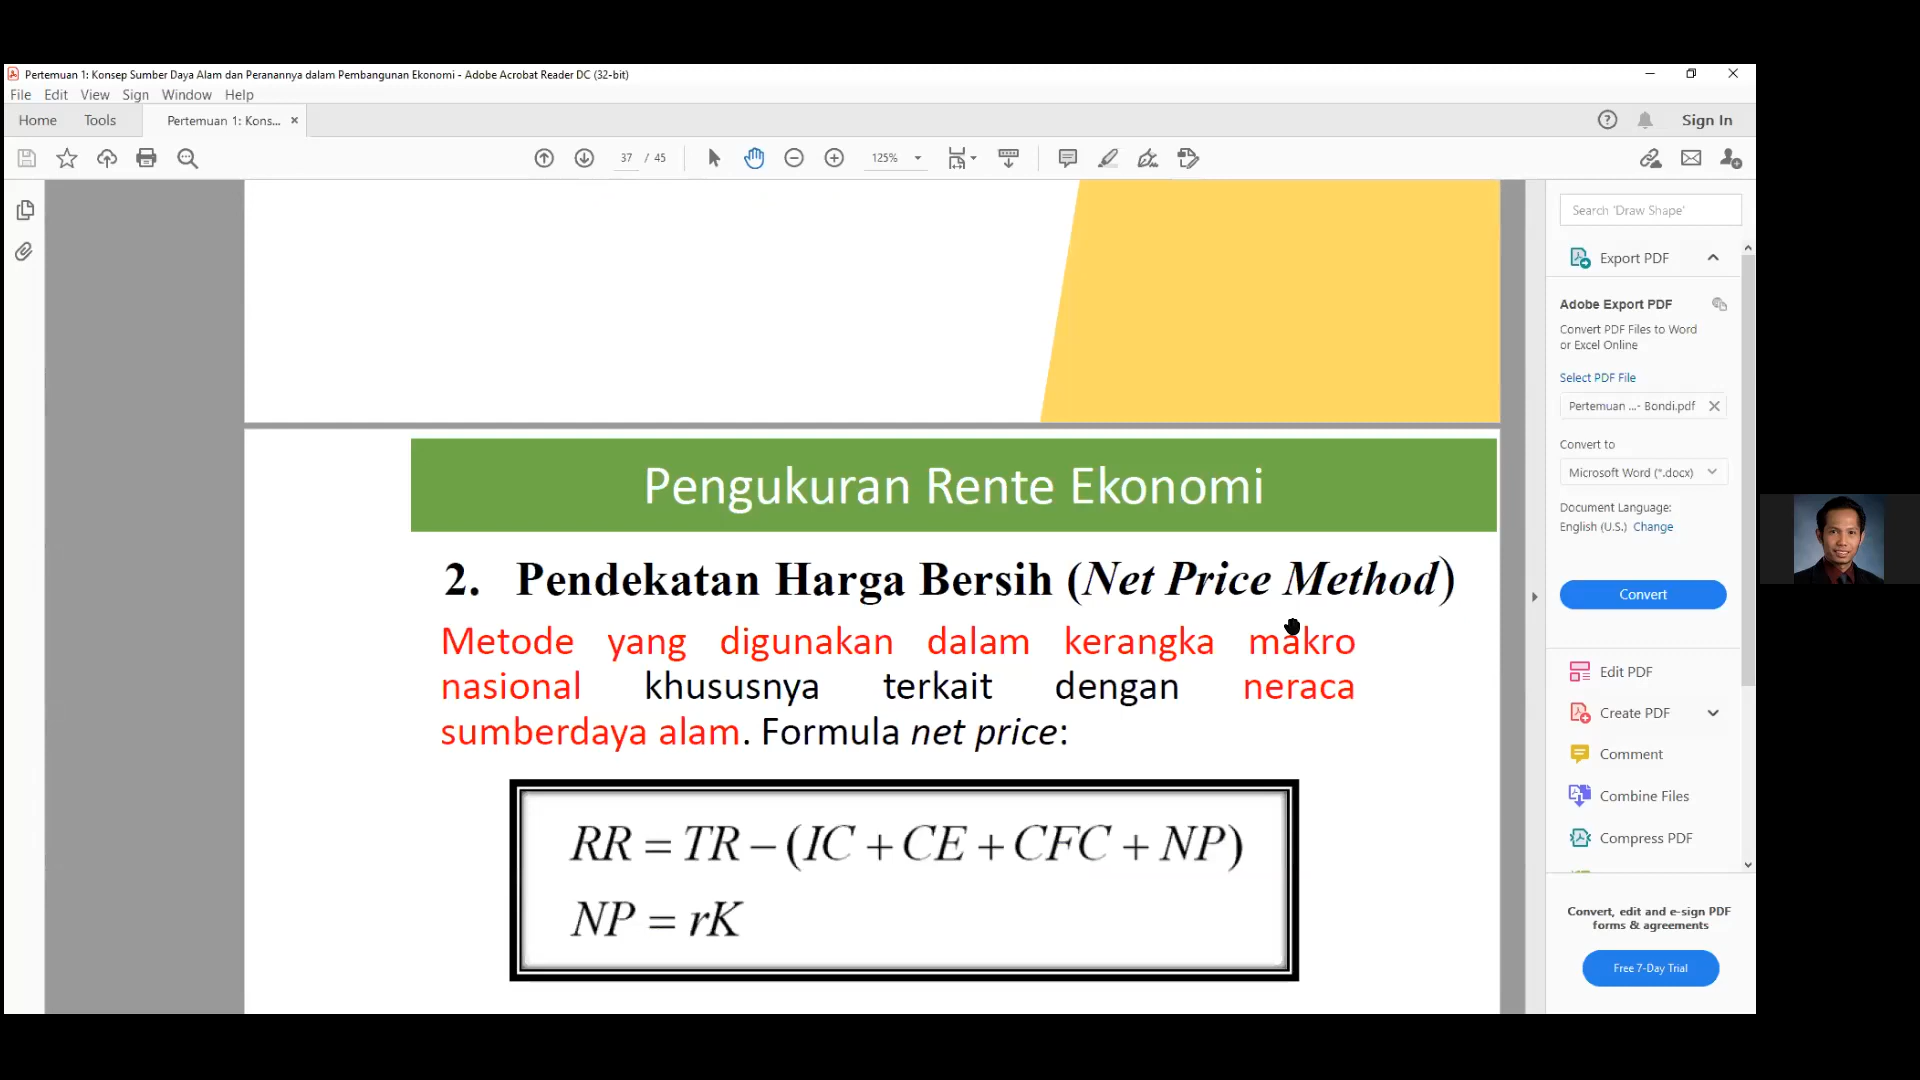 Pertemuan 1: Konsep Sumber Daya Alam dan Peranannya dalam Pembangunan Ekonomi - Adobe Acrobat Reader DC (32-bit)
File Edit View Sign Window Help
Home Tools Pertemuan 1: Kons... × Sign In
37 / 45 125%
Search 'Draw Shape'
Export PDF
Adobe Export PDF
Convert PDF Files to Word
or Excel Online
Select PDF File
Pertemuan ...- Bondi.pdf
Convert to
Microsoft Word (*.docx)
Document Language:
English (U.S.) Change
Convert
Edit PDF
Create PDF
Comment
Combine Files
Compress PDF
Convert, edit and e-sign PDF
forms & agreements
Free 7-Day Trial
Pengukuran Rente Ekonomi
2. Pendekatan Harga Bersih (Net Price Method)
Metode yang digunakan dalam kerangka makro
nasional khususnya terkait dengan neraca
sumberdaya alam. Formula net price:
RR = TR – (IC + CE + CFC + NP)
NP = rK